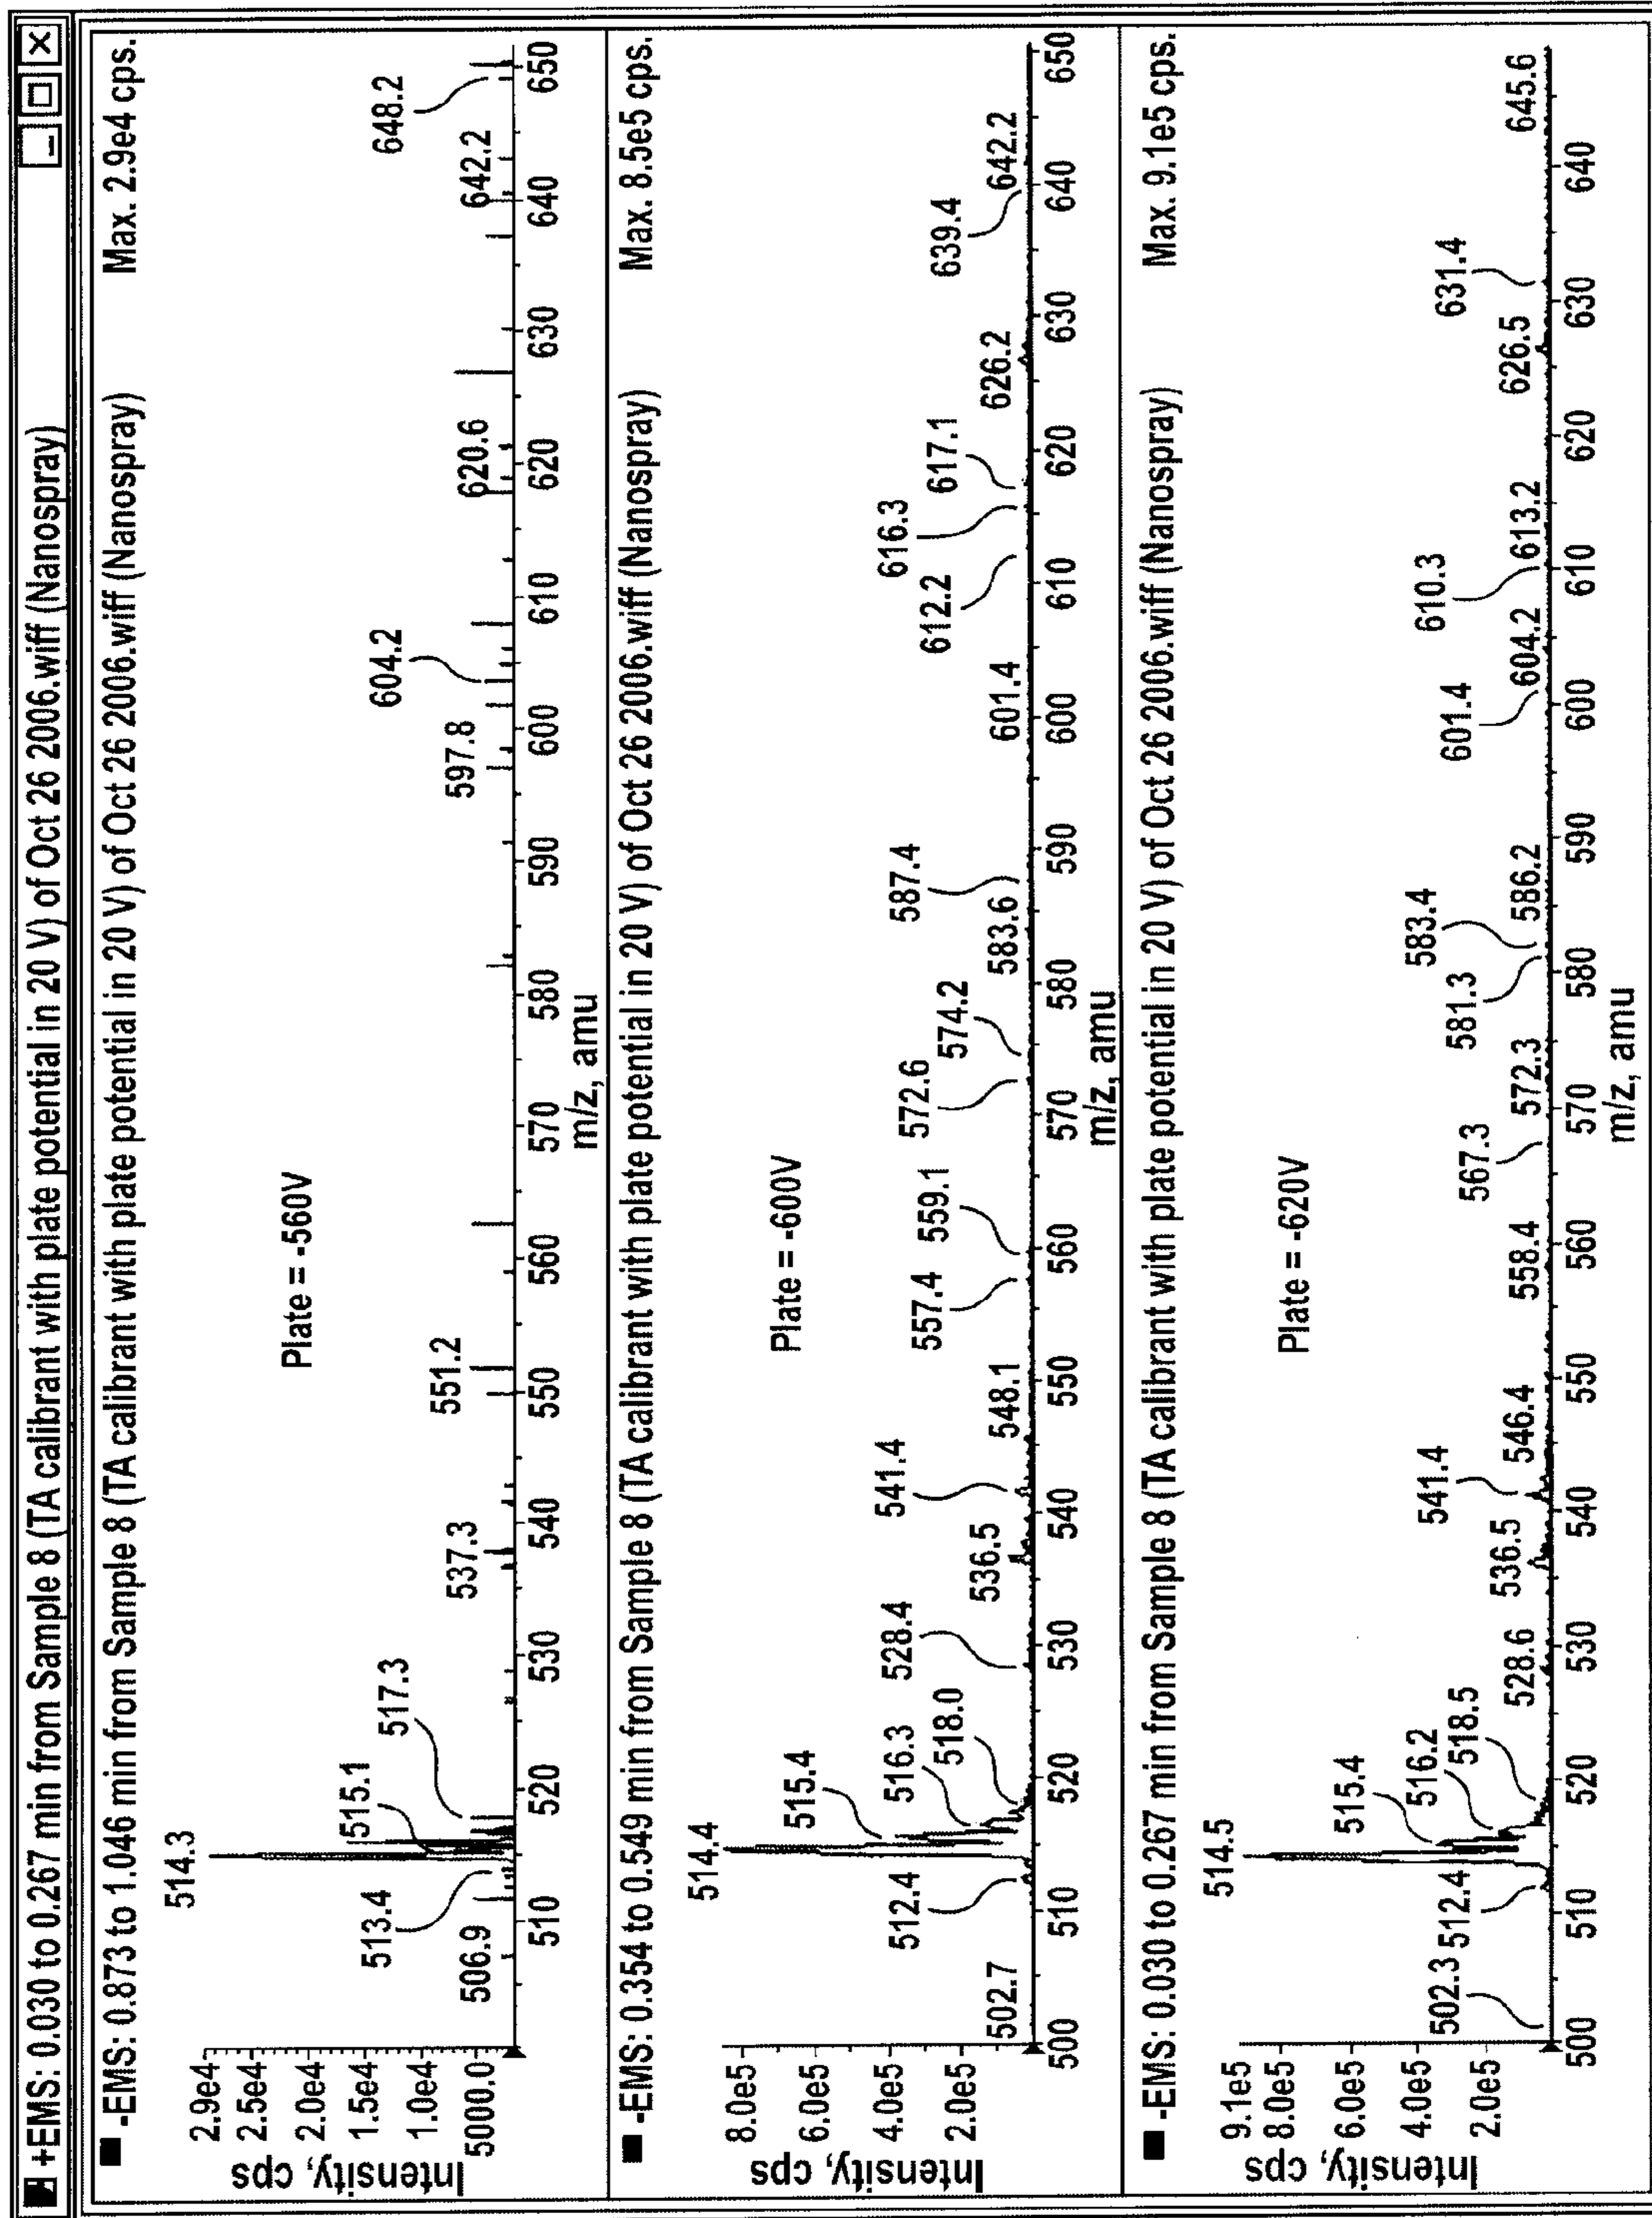 +EMS: 0.030 to 0.267 min from Sample 8 (TA calibrant with plate potential in 20 V) of Oct 26 2006.wiff (Nanospray)
-EMS: 0.873 to 1.046 min from Sample 8 (TA calibrant with plate potential in 20 V) of Oct 26 2006.wiff (Nanospray) Max. 2.9e4 cps.
Intensity, cps
2.9e4
2.5e4
2.0e4
1.5e4
1.0e4
5000.0
514.3
513.4
506.9
515.1
517.3
537.3
551.2
Plate = -560V
597.8
604.2
620.6
642.2
648.2
510 520 530 540 550 560 570 580 590 600 610 620 630 640 650
m/z, amu
-EMS: 0.354 to 0.549 min from Sample 8 (TA calibrant with plate potential in 20 V) of Oct 26 2006.wiff (Nanospray) Max. 8.5e5 cps.
Intensity, cps
8.0e5
6.0e5
4.0e5
2.0e5
514.4
512.4
502.7
515.4
516.3
518.0
528.4
536.5
541.4
548.1
557.4
559.1
Plate = -600V
572.6
574.2
583.6
587.4
601.4
612.2
616.3
617.1
626.2
639.4
642.2
500 510 520 530 540 550 560 570 580 590 600 610 620 630 640 650
m/z, amu
-EMS: 0.030 to 0.267 min from Sample 8 (TA calibrant with plate potential in 20 V) of Oct 26 2006.wiff (Nanospray) Max. 9.1e5 cps.
Intensity, cps
9.1e5
8.0e5
6.0e5
4.0e5
2.0e5
514.5
502.3
512.4
515.4
516.2
518.5
528.6
536.5
541.4
546.4
558.4
Plate = -620V
567.3
572.3
581.3
583.4
586.2
601.4
604.2
610.3
613.2
626.5
631.4
645.6
500 510 520 530 540 550 560 570 580 590 600 610 620 630 640
m/z, amu